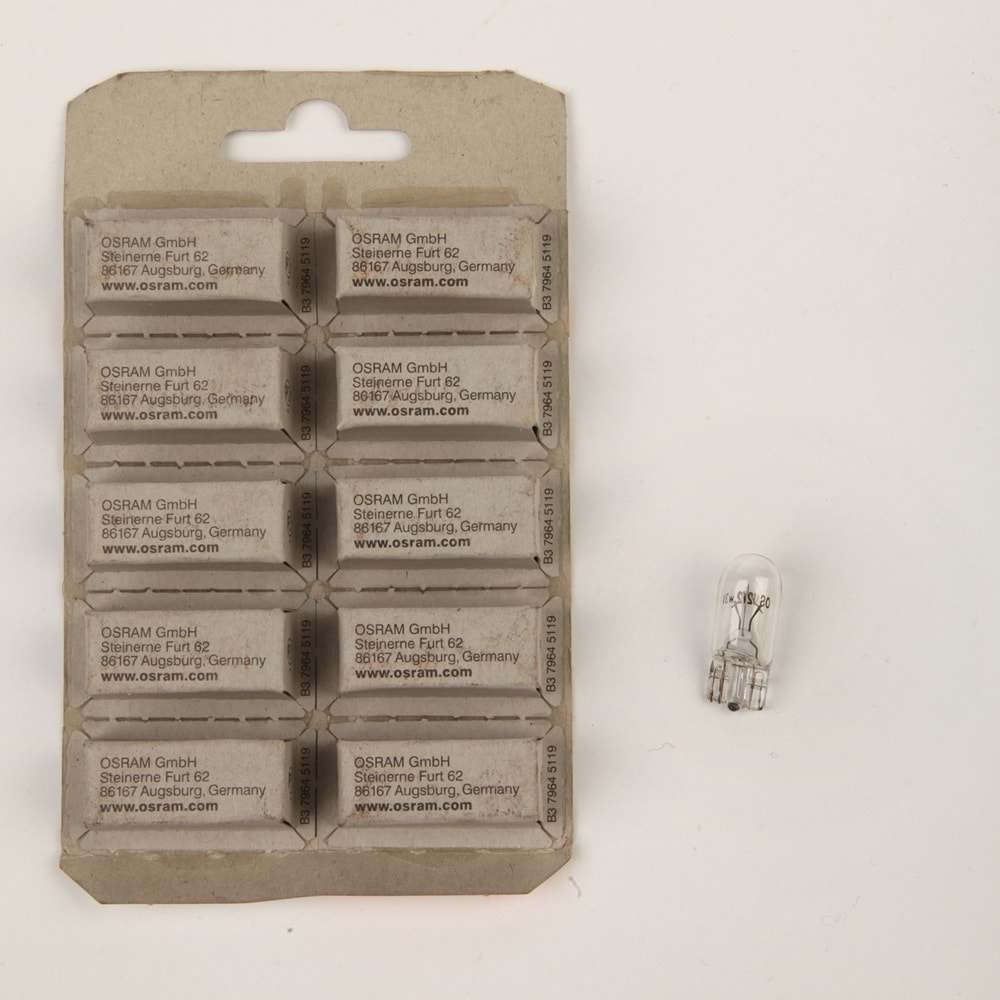 OSRAM GmbH
Steinerne Furt 62
86167 Augsburg, Germany
www.osram.com
B3 7964 5119
OSRAM GmbH
Steinerne Furt 62
86167 Augsburg, Germany
www.osram.com
B3 7964 5119
OSRAM GmbH
Steinerne Furt 62
86167 Augsburg, Germany
www.osram.com
B3 7964 5119
OSRAM GmbH
Steinerne Furt 62
86167 Augsburg, Germany
www.osram.com
B3 7964 5119
OSRAM GmbH
Steinerne Furt 62
86167 Augsburg, Germany
www.osram.com
B3 7964 5119
OSRAM GmbH
Steinerne Furt 62
86167 Augsburg, Germany
www.osram.com
B3 7964 5119
OSRAM GmbH
Steinerne Furt 62
86167 Augsburg, Germany
www.osram.com
B3 7964 5119
OSRAM GmbH
Steinerne Furt 62
86167 Augsburg, Germany
www.osram.com
B3 7964 5119
OSRAM GmbH
Steinerne Furt 62
86167 Augsburg, Germany
www.osram.com
B3 7964 5119
OSRAM GmbH
Steinerne Furt 62
86167 Augsburg, Germany
www.osram.com
B3 7964 5119